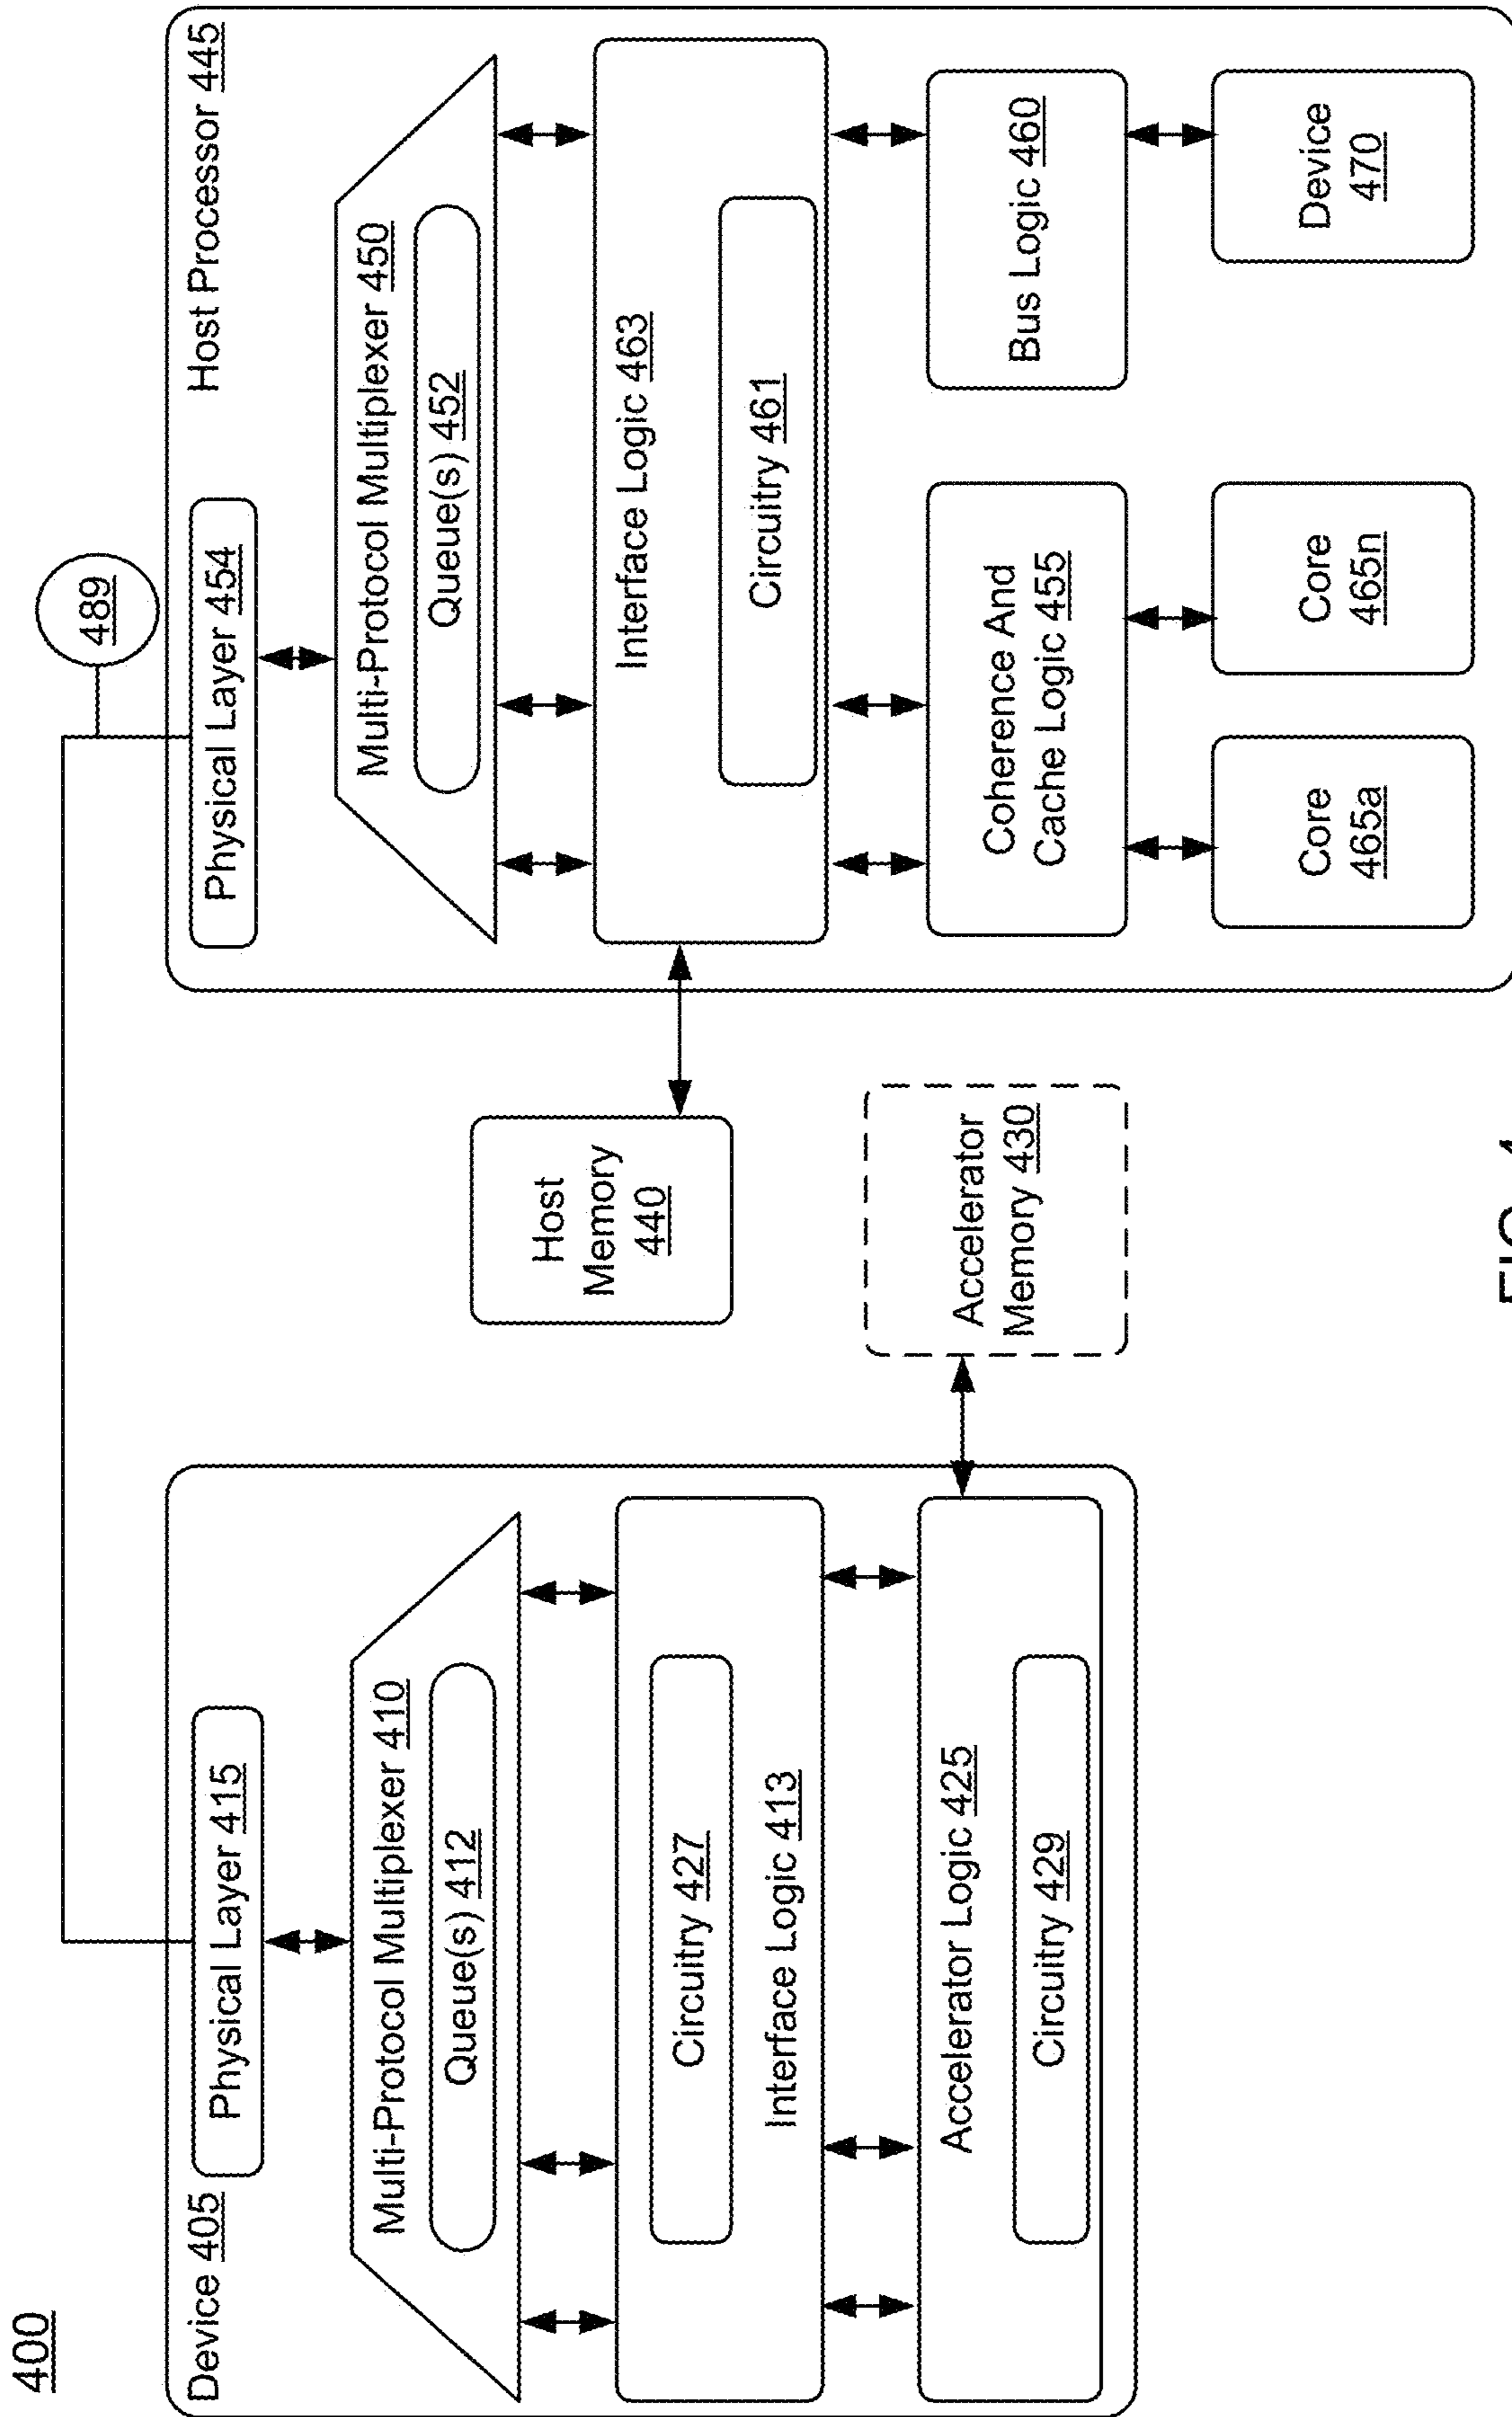 400
Device 405
Physical Layer 415
Multi-Protocol Multiplexer 410
Queue(s) 412
Circuitry 427
Interface Logic 413
Accelerator Logic 425
Circuitry 429
Host
Memory
440
Accelerator
Memory 430
489
Host Processor 445
Physical Layer 454
Multi-Protocol Multiplexer 450
Queue(s) 452
Interface Logic 463
Circuitry 461
Coherence And
Cache Logic 455
Bus Logic 460
Core
465a
Core
465n
Device
470